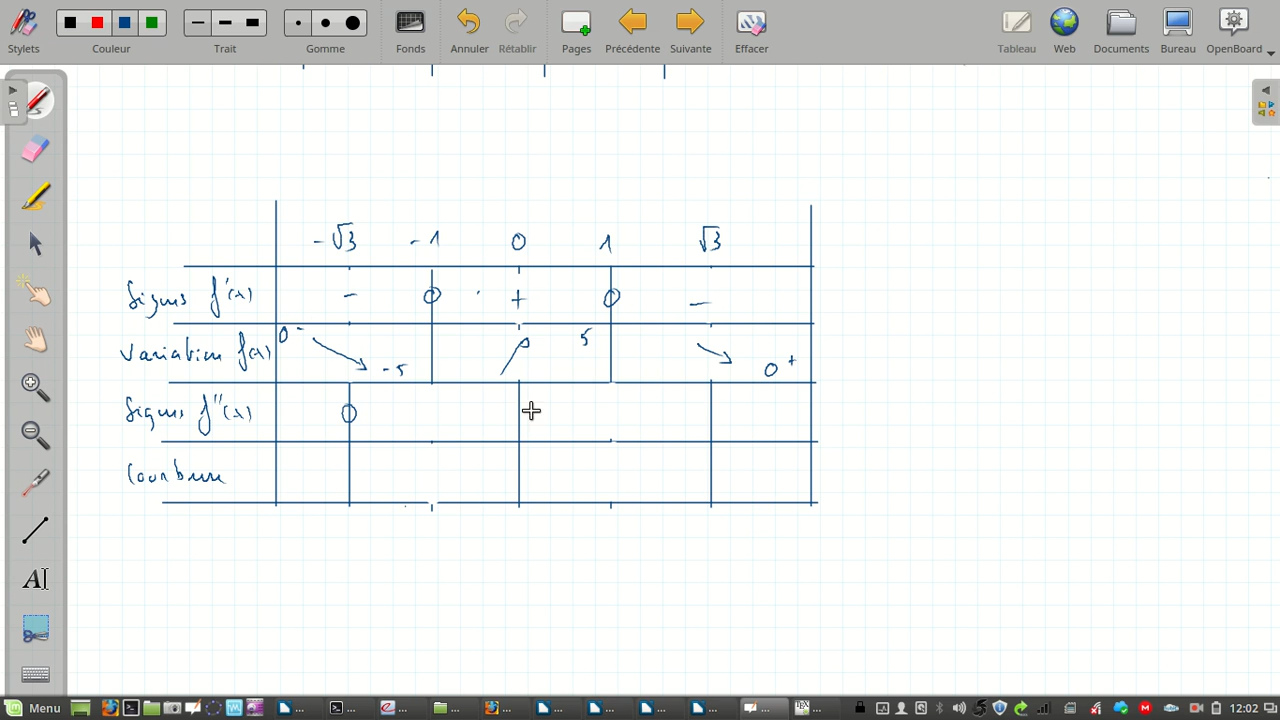 Stylets Couleur Trait Gomme Fonds Annuler Rétablir Pages Précédente Suivante Effacer Tableau Web Documents Bureau OpenBoard
-√3 -1 0 1 √3
Signes f'(x) - 0 + 0 -
Variation f(x) 0⁻ -5 5 0⁺
Signes f''(x) 0
Courbure
Menu 12:02